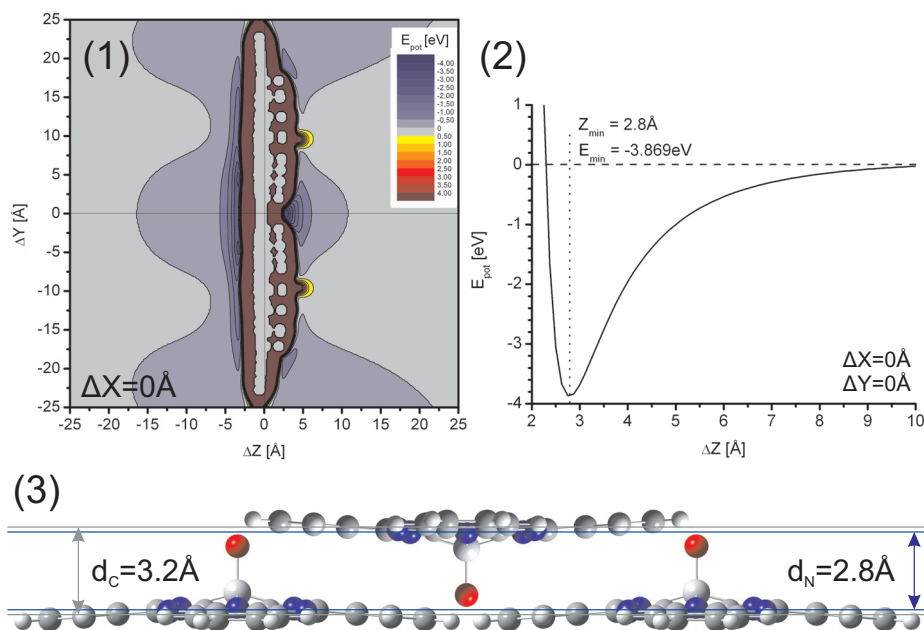 (1)
E_pot [eV]
-4,00
-3,50
-3,00
-2,50
-2,00
-1,50
-1,00
-0,50
0
0,50
1,00
1,50
2,00
2,50
3,00
3,50
4,00
25
20
15
10
5
0
-5
-10
-15
-20
-25
ΔY [Å]
ΔX=0Å
-25 -20 -15 -10 -5 0 5 10 15 20 25
ΔZ [Å]
(2)
Z_min = 2.8Å
E_min = -3.869eV
1
0
-1
-2
-3
-4
E_pot [eV]
ΔX=0Å
ΔY=0Å
2 3 4 5 6 7 8 9 10
ΔZ [Å]
(3)
d_C=3.2Å
d_N=2.8Å